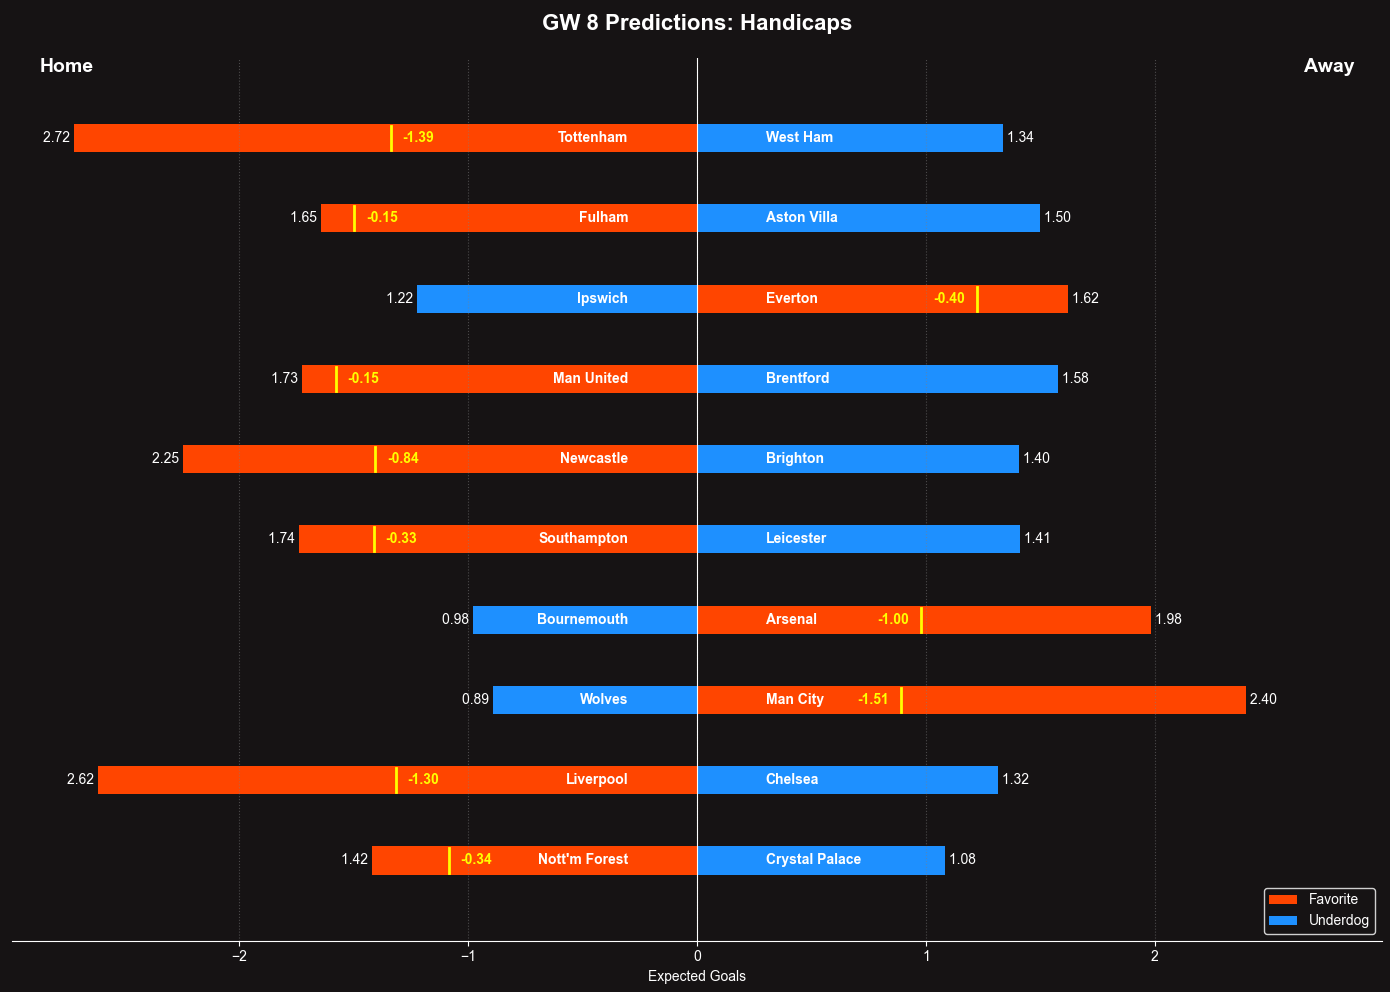 GW 8 Predictions: Handicaps
Home Away
2.72 -1.39 Tottenham West Ham 1.34
1.65 -0.15 Fulham Aston Villa 1.50
1.22 Ipswich Everton -0.40 1.62
1.73 -0.15 Man United Brentford 1.58
2.25 -0.84 Newcastle Brighton 1.40
1.74 -0.33 Southampton Leicester 1.41
0.98 Bournemouth Arsenal -1.00 1.98
0.89 Wolves Man City -1.51 2.40
2.62 -1.30 Liverpool Chelsea 1.32
1.42 -0.34 Nott'm Forest Crystal Palace 1.08
Favorite
Underdog
−2 −1 0 1 2
Expected Goals